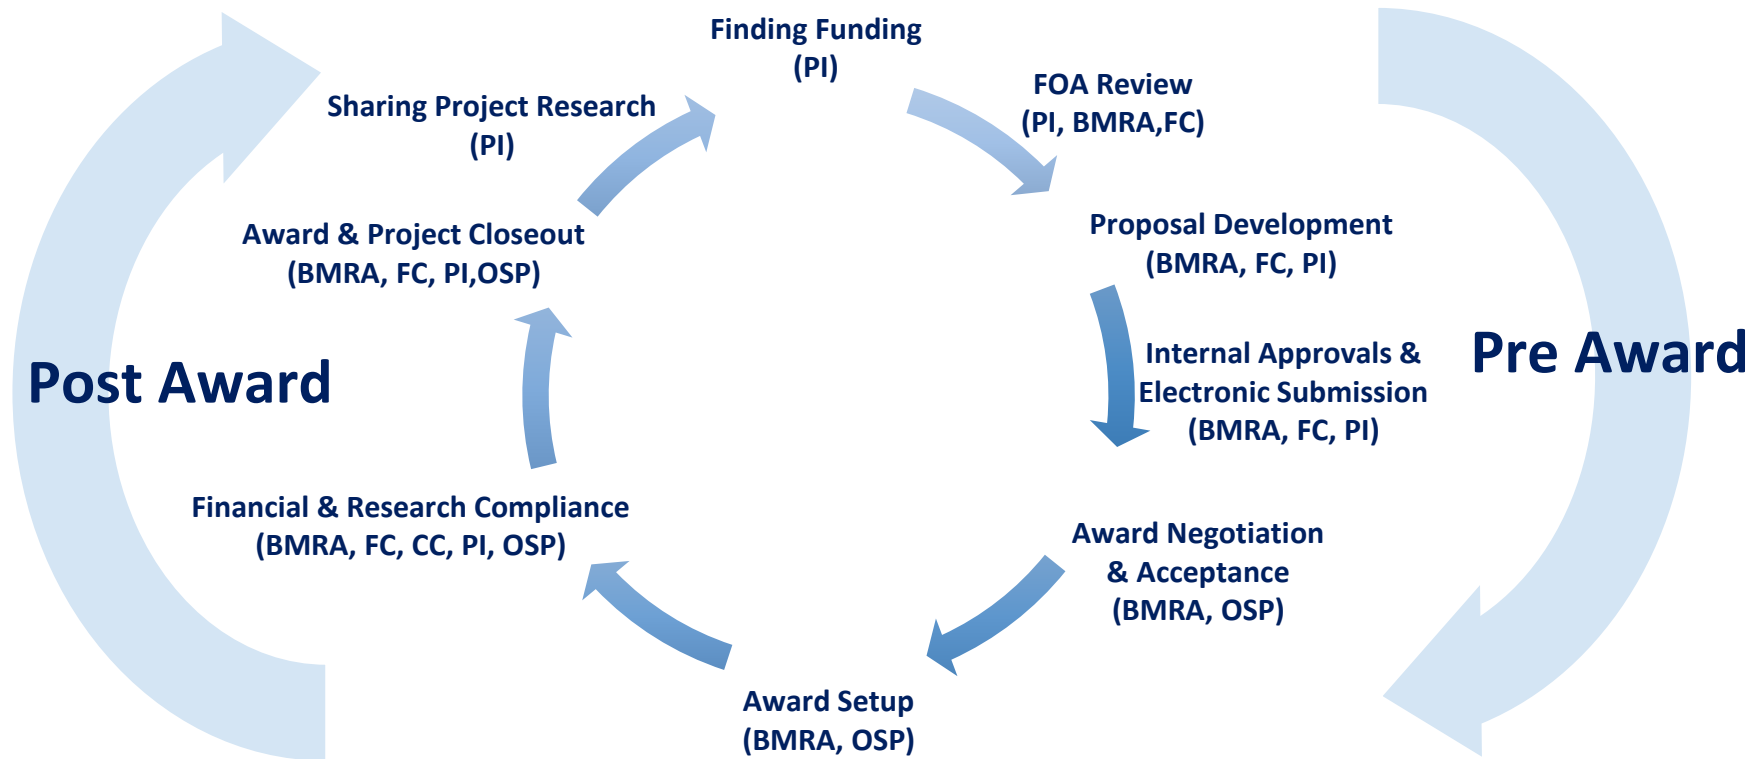 Finding Funding
(PI)
FOA Review
(PI, BMRA,FC)
Proposal Development
(BMRA, FC, PI)
Internal Approvals &
Electronic Submission
(BMRA, FC, PI)
Pre Award
Award Negotiation
& Acceptance
(BMRA, OSP)
Award Setup
(BMRA, OSP)
Financial & Research Compliance
(BMRA, FC, CC, PI, OSP)
Post Award
Award & Project Closeout
(BMRA, FC, PI,OSP)
Sharing Project Research
(PI)